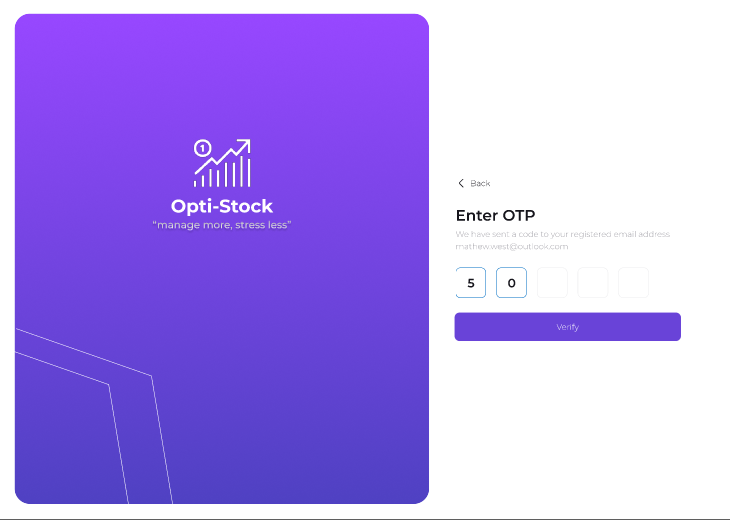 1
Opti-Stock
"manage more, stress less"
Back
Enter OTP
We have sent a code to your registered email address
mathew.west@outlook.com
5 0
Verify